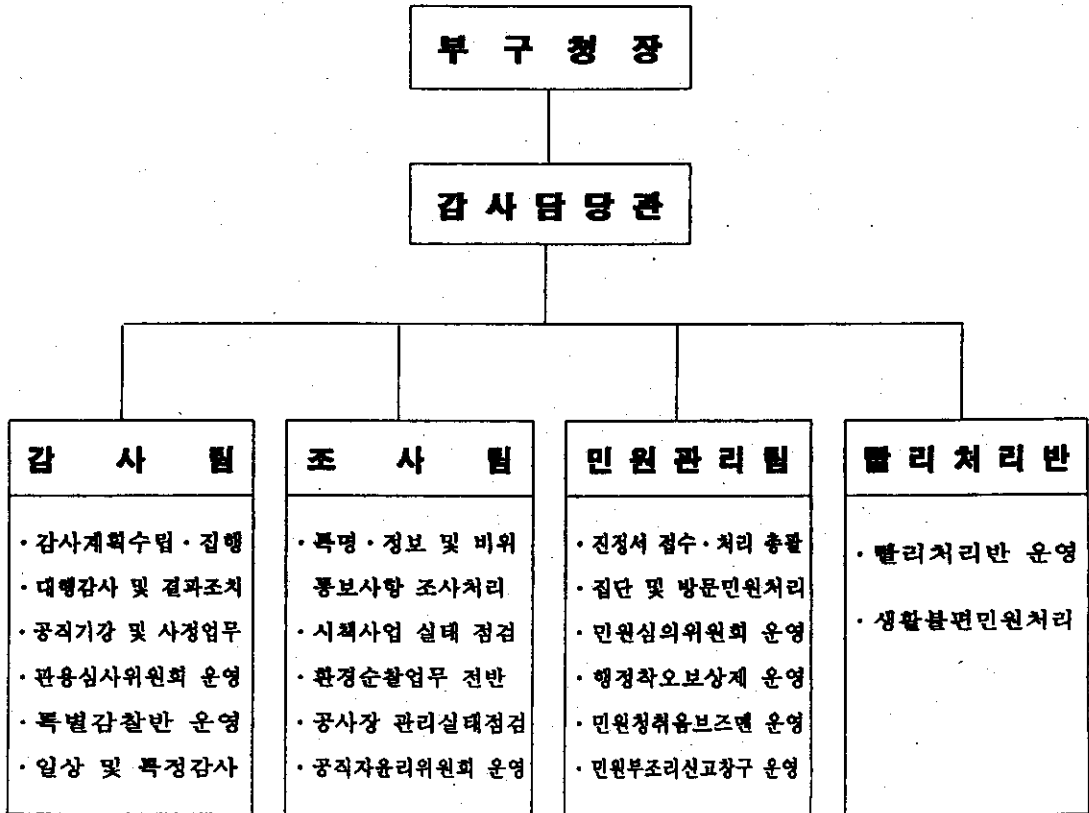 부 구 청 장
감 사 담 당 관
감 사 팀
· 감사계획수립 · 집행
· 대행감사 및 결과조치
· 공직기강 및 사정업무
· 관용심사위원회 운영
· 특별감찰반 운영
· 일상 및 특정감사
조 사 팀
· 특명 · 정보 및 비위
통보사항 조사처리
· 시책사업 실태 점검
· 환경순찰업무 전반
· 공사장 관리실태점검
· 공직자윤리위원회 운영
민 원 관 리 팀
· 진정서 접수 · 처리 총괄
· 집단 및 방문민원처리
· 민원심의위원회 운영
· 행정착오보상제 운영
· 민원청취옴브즈맨 운영
· 민원부조리신고창구 운영
빨 리 처 리 반
· 빨리처리반 운영
· 생활불편민원처리